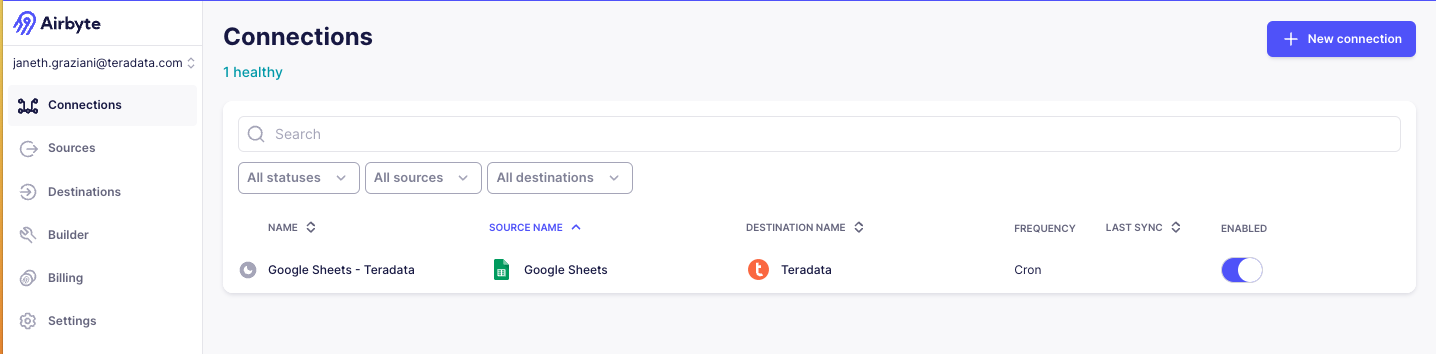 Airbyte
janeth.graziani@teradata.com
Connections
Sources
Destinations
Builder
Billing
Settings
Connections
1 healthy
New connection
Search
All statuses All sources All destinations
NAME SOURCE NAME DESTINATION NAME FREQUENCY LAST SYNC ENABLED
Google Sheets - Teradata Google Sheets Teradata Cron